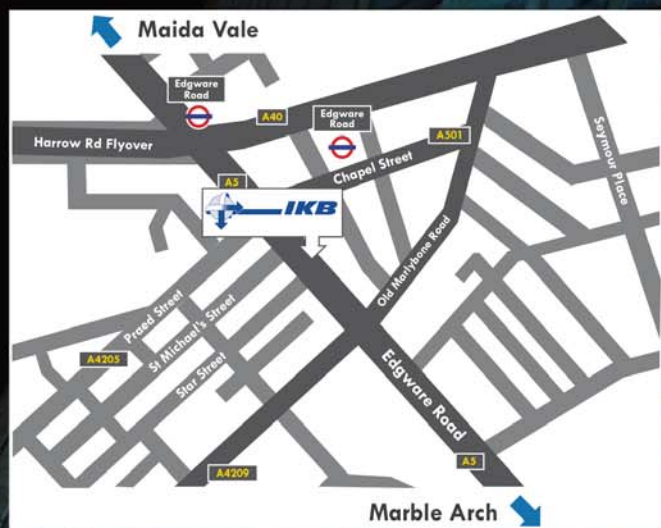 Maida Vale
Edgware
Road
A40
Edgware
Road
A501
Harrow Rd Flyover
Chapel Street
Seymour Place
A5
IKB
Old Marlybone Road
Praed Street
St Michael's Street
A4205
Star Street
Edgware Road
A4209
A5
Marble Arch